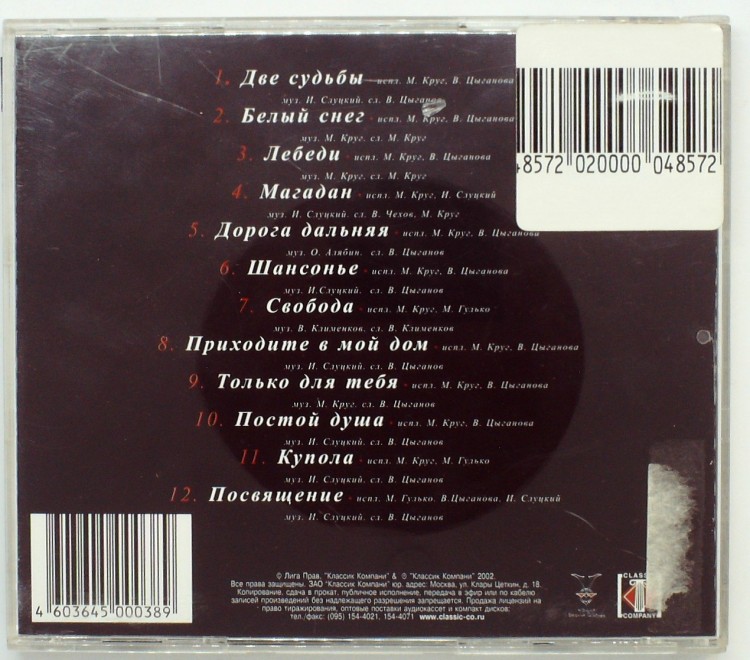 1. Две судьбы испл. М. Круг, В. Цыганова
муз. И. Слуцкий, сл. В. Цыганов
2. Белый снег · испл. М. Круг, В. Цыганова
муз. М. Круг, сл. М. Круг
3. Лебеди · испл. М. Круг, В. Цыганова
муз. М. Круг, сл. М. Круг
4. Магадан · испл. М. Круг, И. Слуцкий
муз. И. Слуцкий, сл. В. Чехов, М. Круг
5. Дорога дальняя · испл. М. Круг, В. Цыганова
муз. О. Азябин, сл. В. Цыганов
6. Шансонье · испл. М. Круг, В. Цыганова
муз. И.Слуцкий, сл. В. Цыганов
7. Свобода · испл. М. Круг, М. Гулько
муз. В. Клименков, сл. В. Клименков
8. Приходите в мой дом · испл. М. Круг, В. Цыганова
муз. И. Слуцкий, сл. В. Цыганов
9. Только для тебя · испл. М. Круг, В. Цыганова
муз. М. Круг, сл. В. Цыганов
10. Постой душа · испл. М. Круг, В. Цыганова
муз. И. Слуцкий, сл. В. Цыганов
11. Купола · испл. М. Круг, М. Гулько
муз. И. Слуцкий, сл. В. Цыганов
12. Посвящение · испл. М. Гулько, В.Цыганова, И. Слуцкий
муз. И. Слуцкий, сл. В. Цыганов
48572 020000 048572
4 603645 000389
© Лига Прав, "Классик Компани" & ℗ "Классик Компани" 2002.
Все права защищены. ЗАО "Классик Компани" юр. адрес: Москва, ул. Клары Цеткин, д. 18.
Копирование, сдача в прокат, публичное исполнение, передача в эфир или по кабелю
записей произведений без надлежащего разрешения запрещается. Продажа лицензий на
право тиражирования, оптовые поставки аудиокассет и компакт дисков:
тел./факс: (095) 154-4021, 154-4071 www.classic-co.ru
COMPANY